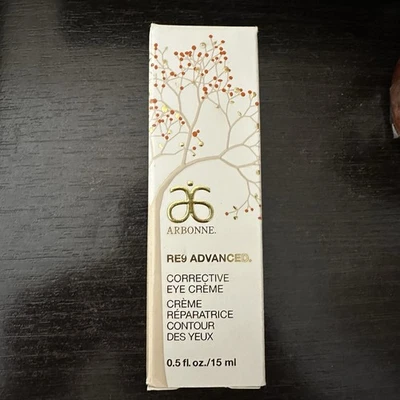 ARBONNE.
RE9 ADVANCED®
CORRECTIVE
EYE CRÈME
CRÈME
RÉPARATRICE
CONTOUR
DES YEUX
0.5 fl. oz./15 ml